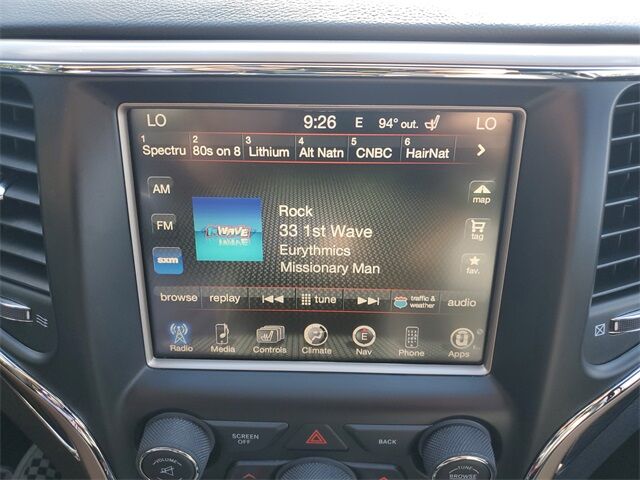 LO 9:26 E 94° out. LO
1 Spectru 2 80s on 8 3 Lithium 4 Alt Natn 5 CNBC 6 HairNat
AM
map
Rock
1st WAVE
33 1st Wave
FM
tag
Eurythmics
sxm
Missionary Man
fav.
browse replay tune traffic & weather audio
Radio Media Controls Climate E Nav Phone Apps
SCREEN OFF BACK
VOLUME TUNE
BROWSE